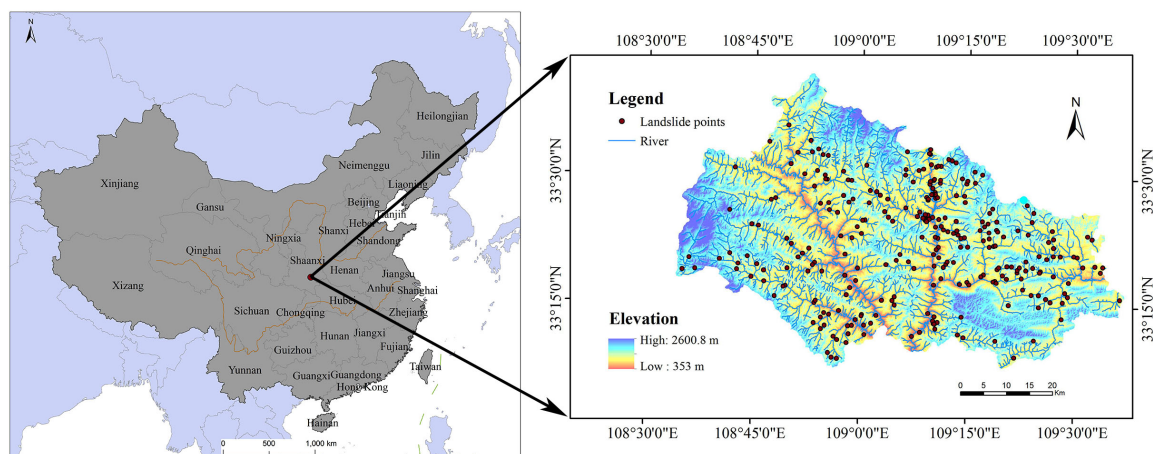 N
Heilongjian
Jilin
Neimenggu
Liaoning
Xinjiang
Beijing
Gansu
Tianjin
Hebei
Shanxi
Ningxia
Shandong
Qinghai
Shaanxi
Henan
Jiangsu
Xizang
Anhui
Shanghai
Hubei
Sichuan
Chongqing
Zhejiang
Hunan
Jiangxi
Guizhou
Fujian
Yunnan
Taiwan
Guangxi
Guangdong
Hong Kong
Hainan
0 500 1,000 km
108°30'0"E 108°45'0"E 109°0'0"E 109°15'0"E 109°30'0"E
Legend
Landslide points
River
N
33°30'0"N
33°30'0"N
33°15'0"N
33°15'0"N
Elevation
High: 2600.8 m
Low : 353 m
0 5 10 15 20
Km
108°30'0"E 108°45'0"E 109°0'0"E 109°15'0"E 109°30'0"E